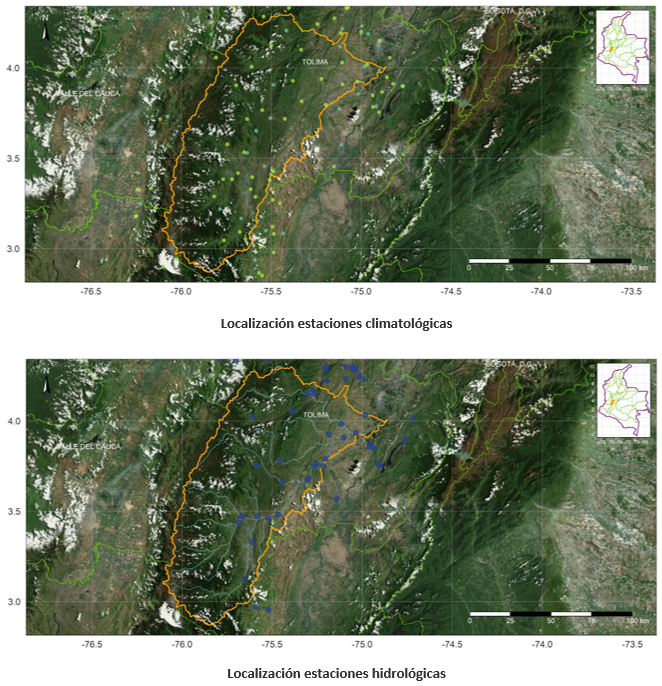 BOGOTA, D.C.
N
4.0
TOLIMA
VALLE DEL CAUCA
3.5
3.0
0 25 50 75 100 km
-76.5 -76.0 -75.5 -75.0 -74.5 -74.0 -73.5
Localización estaciones climatológicas
BOGOTA, D.C.
N
4.0
TOLIMA
VALLE DEL CAUCA
3.5
3.0
0 25 50 75 100 km
-76.5 -76.0 -75.5 -75.0 -74.5 -74.0 -73.5
Localización estaciones hidrológicas